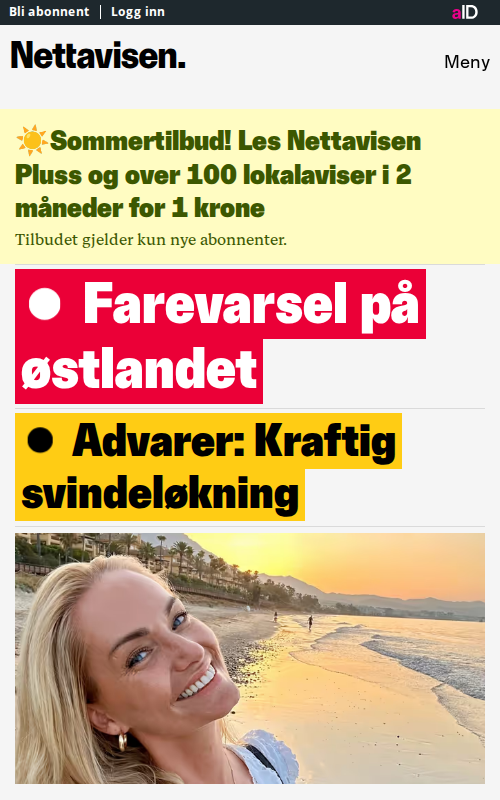 Bli abonnent | Logg inn
aID
Nettavisen.
Meny
☀️Sommertilbud! Les Nettavisen
Pluss og over 100 lokalaviser i 2
måneder for 1 krone
Tilbudet gjelder kun nye abonnenter.
Farevarsel på
østlandet
Advarer: Kraftig
svindeløkning